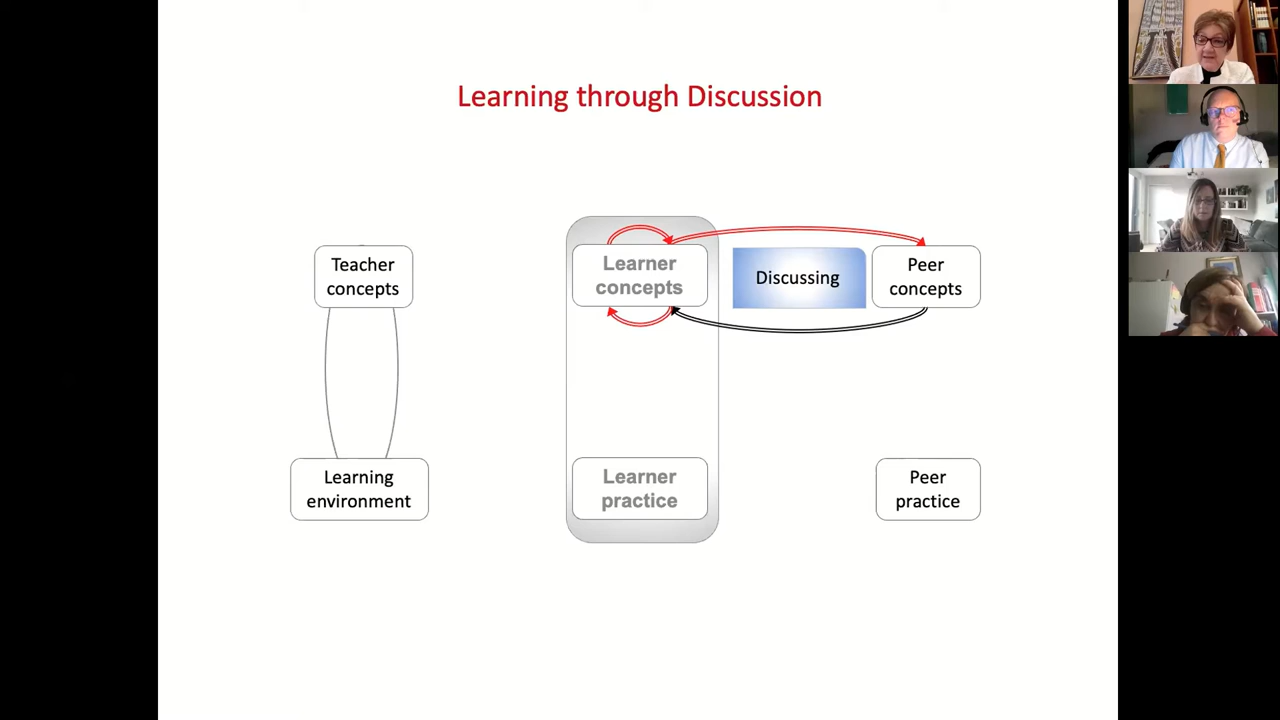 Learning through Discussion
Teacher
concepts
Learner
concepts
Discussing
Peer
concepts
Learning
environment
Learner
practice
Peer
practice